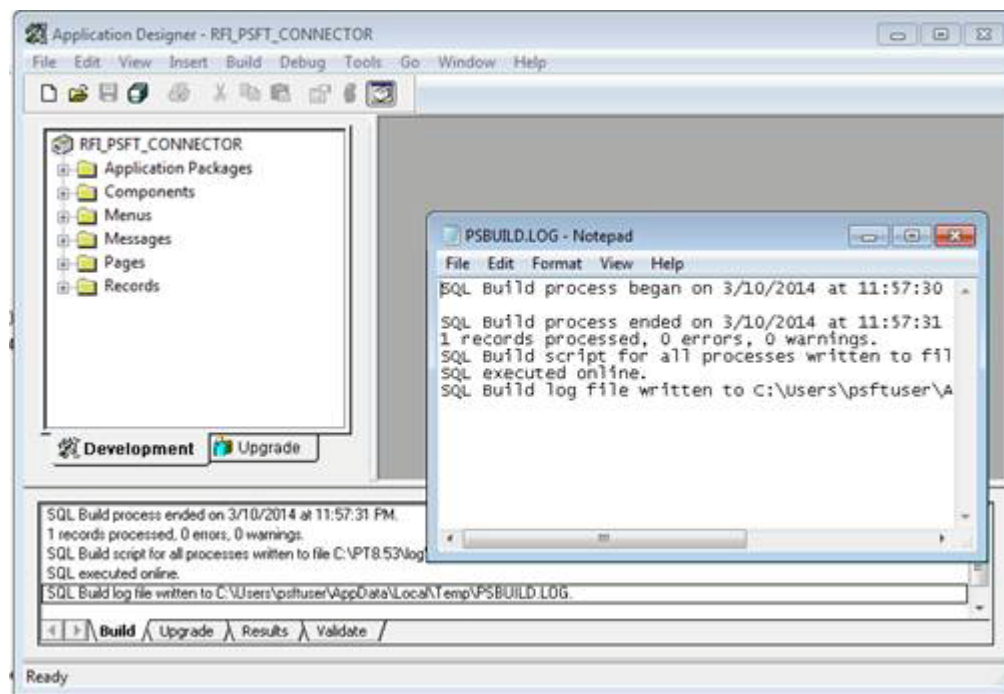 Application Designer - RFI_PSFT_CONNECTOR
File Edit View Insert Build Debug Tools Go Window Help
RFI_PSFT_CONNECTOR
Application Packages
Components
Menus
Messages
Pages
Records
Development
Upgrade
PSBUILD.LOG - Notepad
File Edit Format View Help
SQL Build process began on 3/10/2014 at 11:57:30
SQL Build process ended on 3/10/2014 at 11:57:31
1 records processed, 0 errors, 0 warnings.
SQL Build script for all processes written to fil
SQL executed online.
SQL Build log file written to C:\Users\psftuser\A
SQL Build process ended on 3/10/2014 at 11:57:31 PM.
1 records processed, 0 errors, 0 warnings.
SQL Build script for all processes written to file C:\PT8.53\log\
SQL executed online.
SQL Build log file written to C:\Users\psftuser\AppData\Local\Temp\PSBUILD.LOG.
Build Upgrade Results Validate
Ready